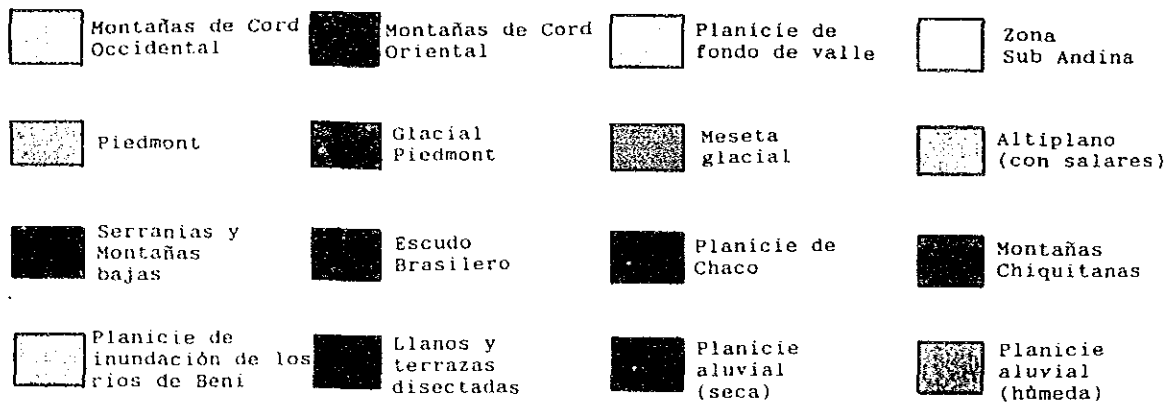 Montañas de Cord
Occidental
Montañas de Cord
Oriental
Planicie de
fondo de valle
Zona
Sub Andina
Piedmont
Glacial
Piedmont
Meseta
glacial
Altiplano
(con salares)
Serranias y
Montañas
bajas
Escudo
Brasilero
Planicie de
Chaco
Montañas
Chiquitanas
Planicie de
inundación de los
rios de Beni
Llanos y
terrazas
disectadas
Planicie
aluvial
(seca)
Planicie
aluvial
(hùmeda)